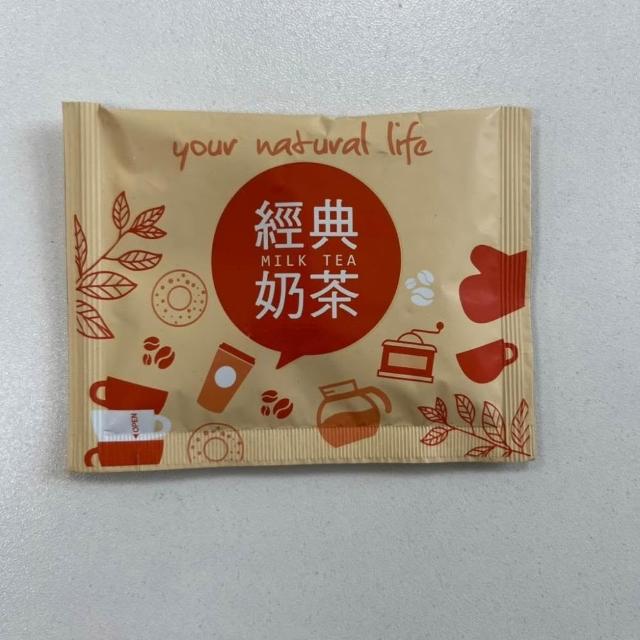 your natural life
經典
MILK TEA
奶茶
OPEN